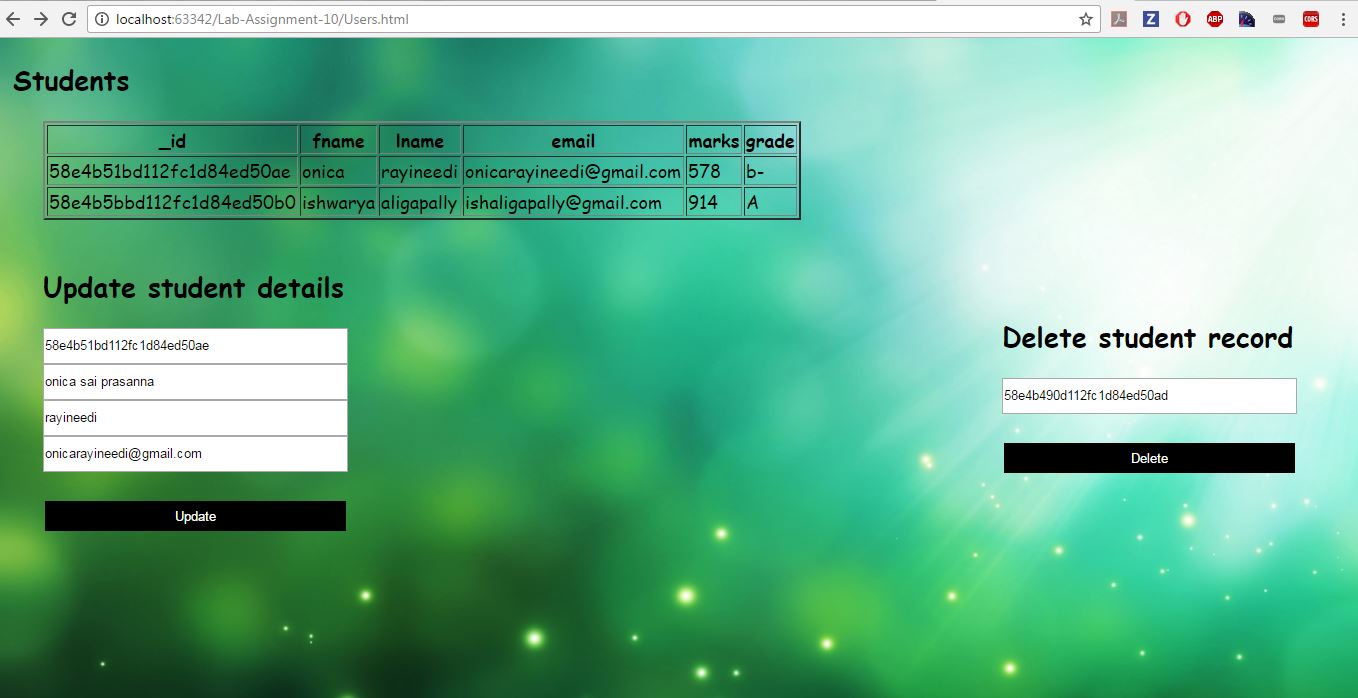 localhost:63342/Lab-Assignment-10/Users.html
Z
ABP
CORS
Students
_id fname lname email marks grade
58e4b51bd112fc1d84ed50ae onica rayineedi onicarayineedi@gmail.com 578 b-
58e4b5bbd112fc1d84ed50b0 ishwarya aligapally ishaligapally@gmail.com 914 A
Update student details
58e4b51bd112fc1d84ed50ae
onica sai prasanna
rayineedi
onicarayineedi@gmail.com
Update
Delete student record
58e4b490d112fc1d84ed50ad
Delete